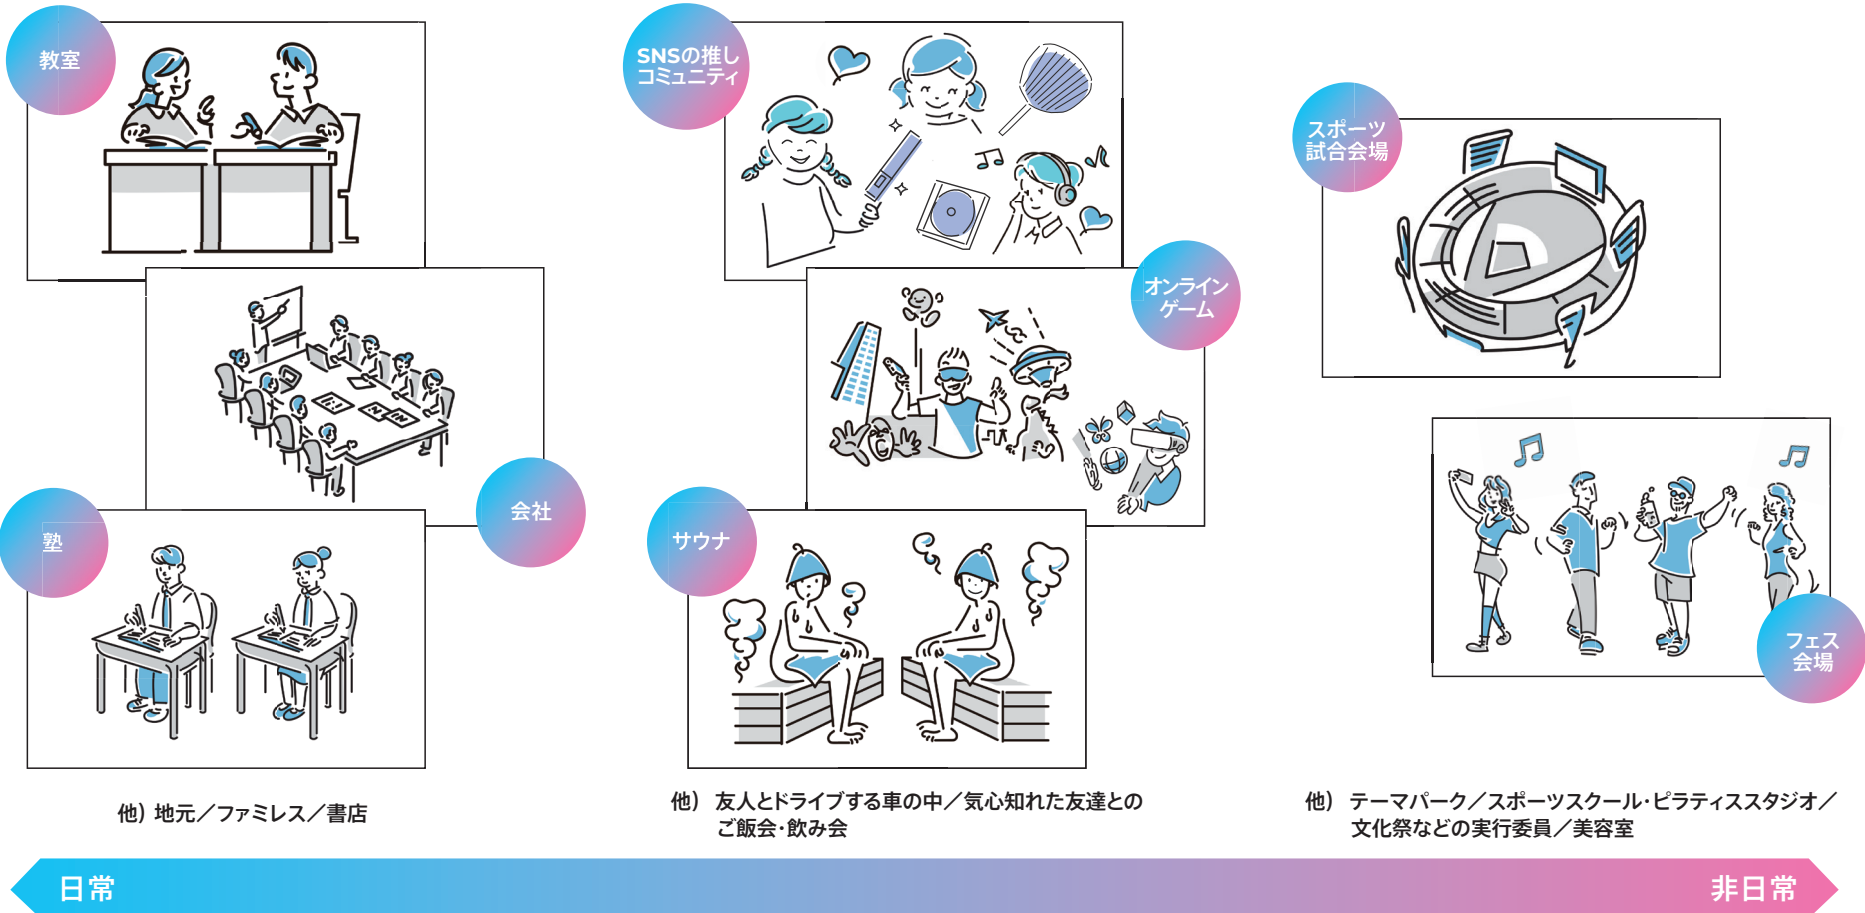 教室
会社
塾
他）地元／ファミレス／書店
SNSの推し
コミュニティ
オンライン
ゲーム
サウナ
他） 友人とドライブする車の中／気心知れた友達との
ご飯会・飲み会
スポーツ
試合会場
フェス
会場
他） テーマパーク／スポーツスクール・ピラティススタジオ／
文化祭などの実行委員／美容室
日常
非日常